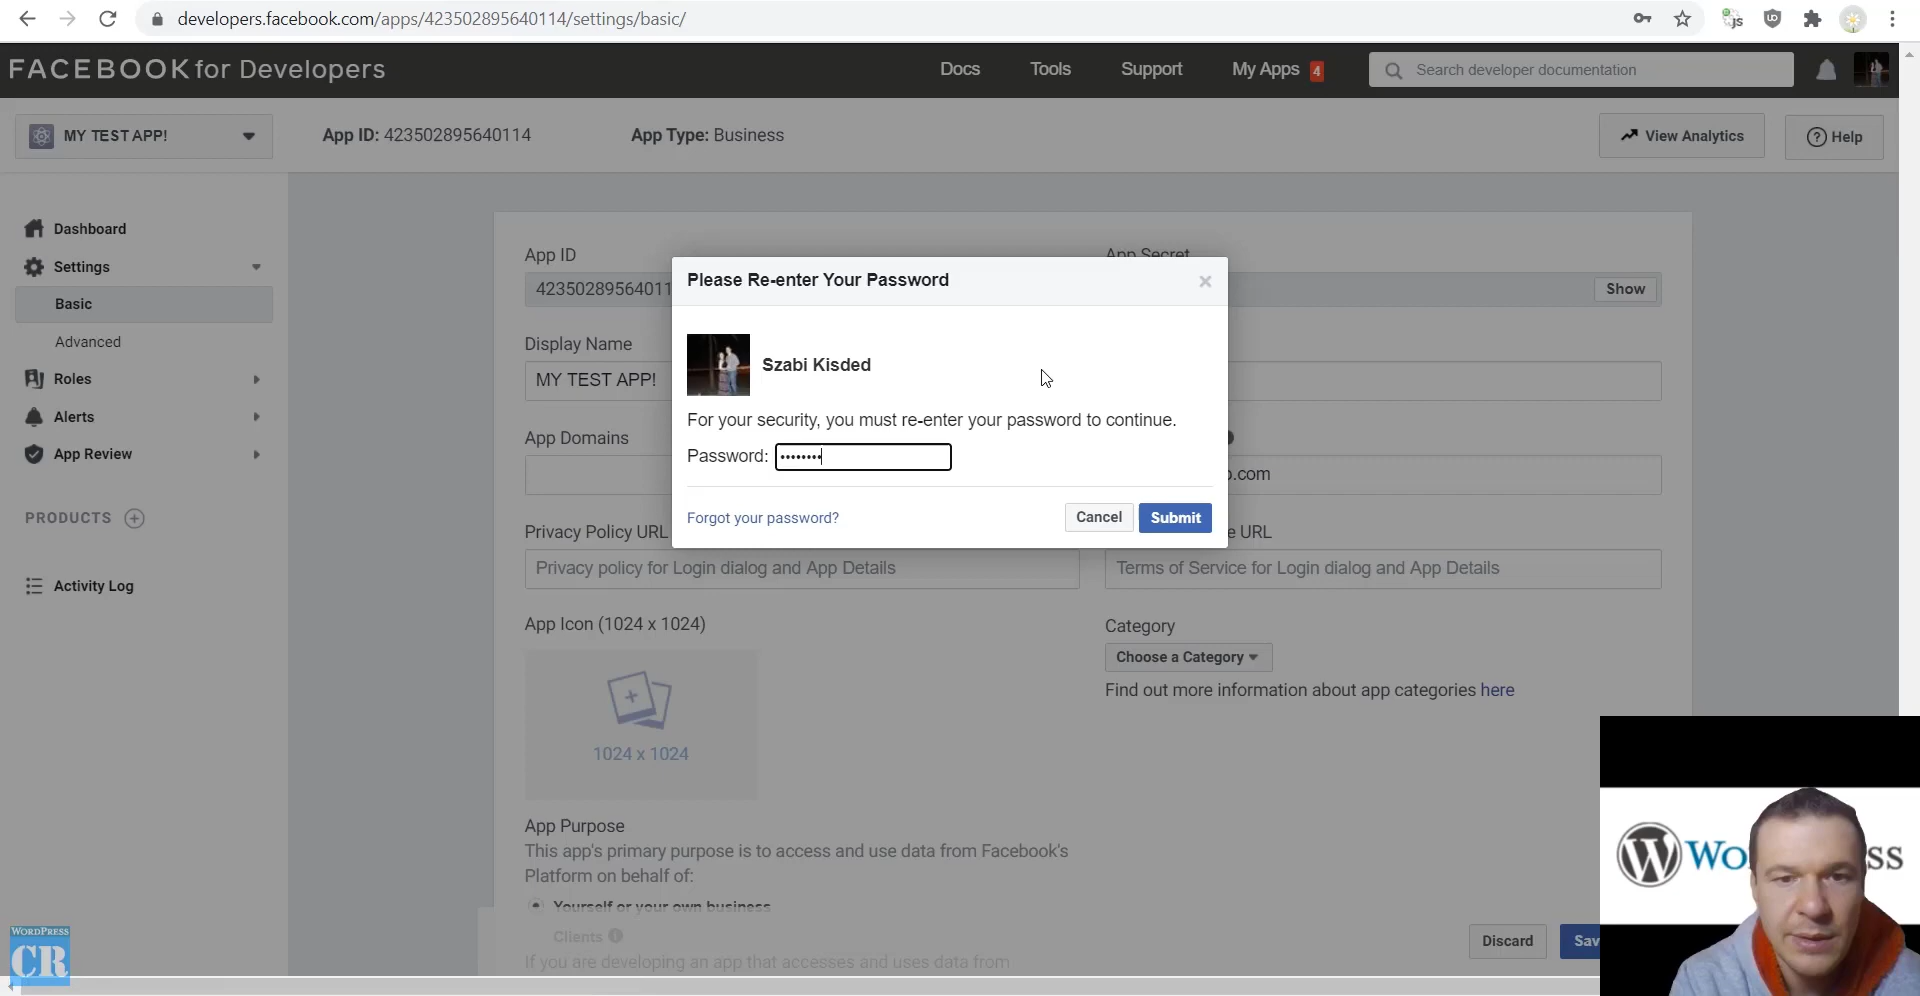 developers.facebook.com/apps/423502895640114/settings/basic/
FACEBOOK for Developers
Docs
Tools
Support
My Apps 4
Search developer documentation
MY TEST APP!
App ID: 423502895640114
App Type: Business
View Analytics
Help
Dashboard
Settings
Basic
Advanced
Roles
Alerts
App Review
PRODUCTS
Activity Log
App ID
App Secret
42350289564011
Show
Display Name
MY TEST APP!
App Domains
.com
Privacy Policy URL
e URL
Privacy policy for Login dialog and App Details
Terms of Service for Login dialog and App Details
App Icon (1024 x 1024)
1024 x 1024
Category
Choose a Category
Find out more information about app categories here
App Purpose
This app's primary purpose is to access and use data from Facebook's
Platform on behalf of:
Yourself or your own business
Clients
If you are developing an app that accesses and uses data from
Discard
Sav
Please Re-enter Your Password
Szabi Kisded
For your security, you must re-enter your password to continue.
Password: ••••••••
Forgot your password?
Cancel
Submit
WORDPRESS
CR
Wo
ss